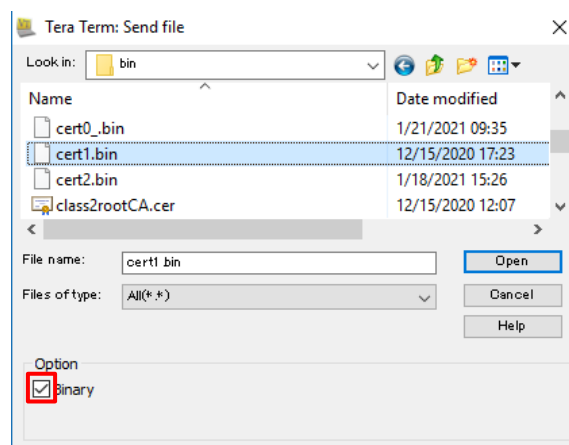 Tera Term: Send file
Look in: bin
Name Date modified
cert0_.bin 1/21/2021 09:35
cert1.bin 12/15/2020 17:23
cert2.bin 1/18/2021 15:26
class2rootCA.cer 12/15/2020 12:07
File name: cert1.bin Open
Files of type: All(*.*) Cancel
Help
Option
Binary